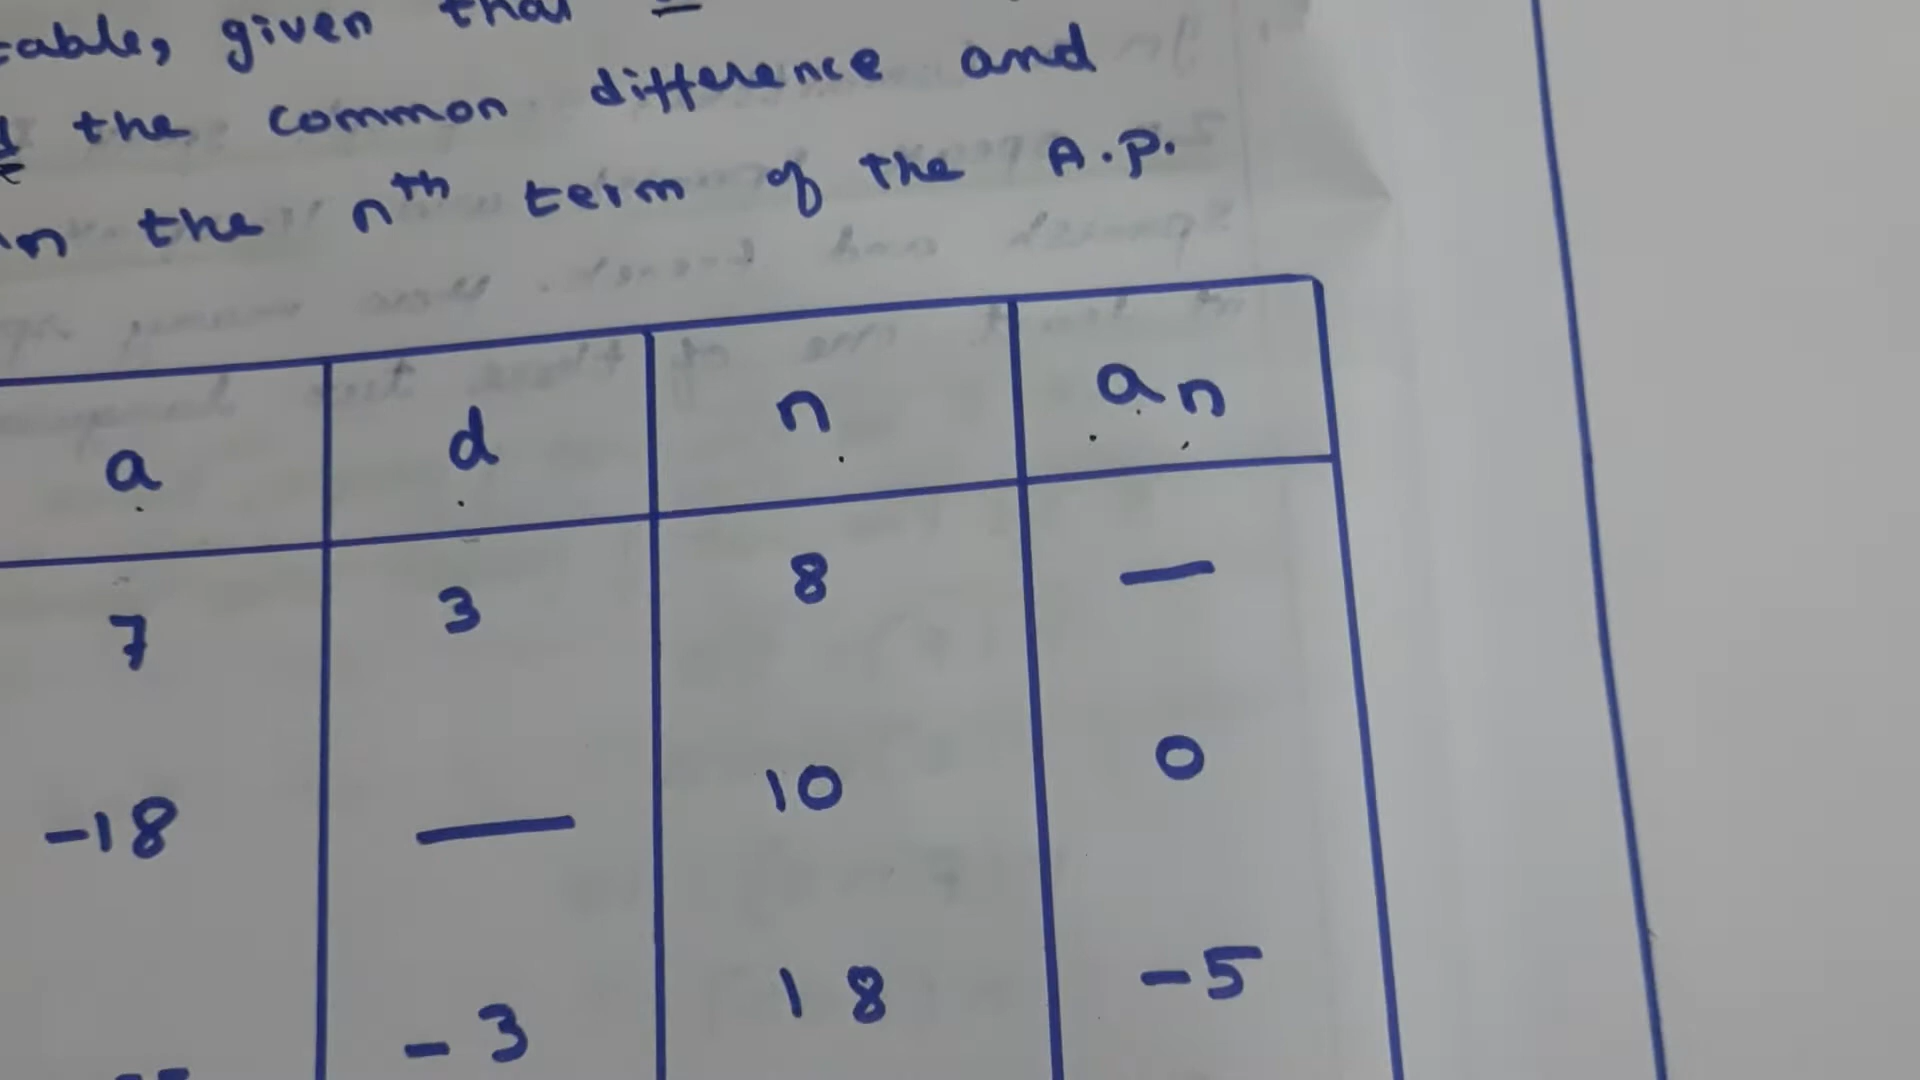 table, given that
the common difference and
the nth term of the A.P.
a d n an
7 3 8 —
-18 — 10 0
-3 18 -5